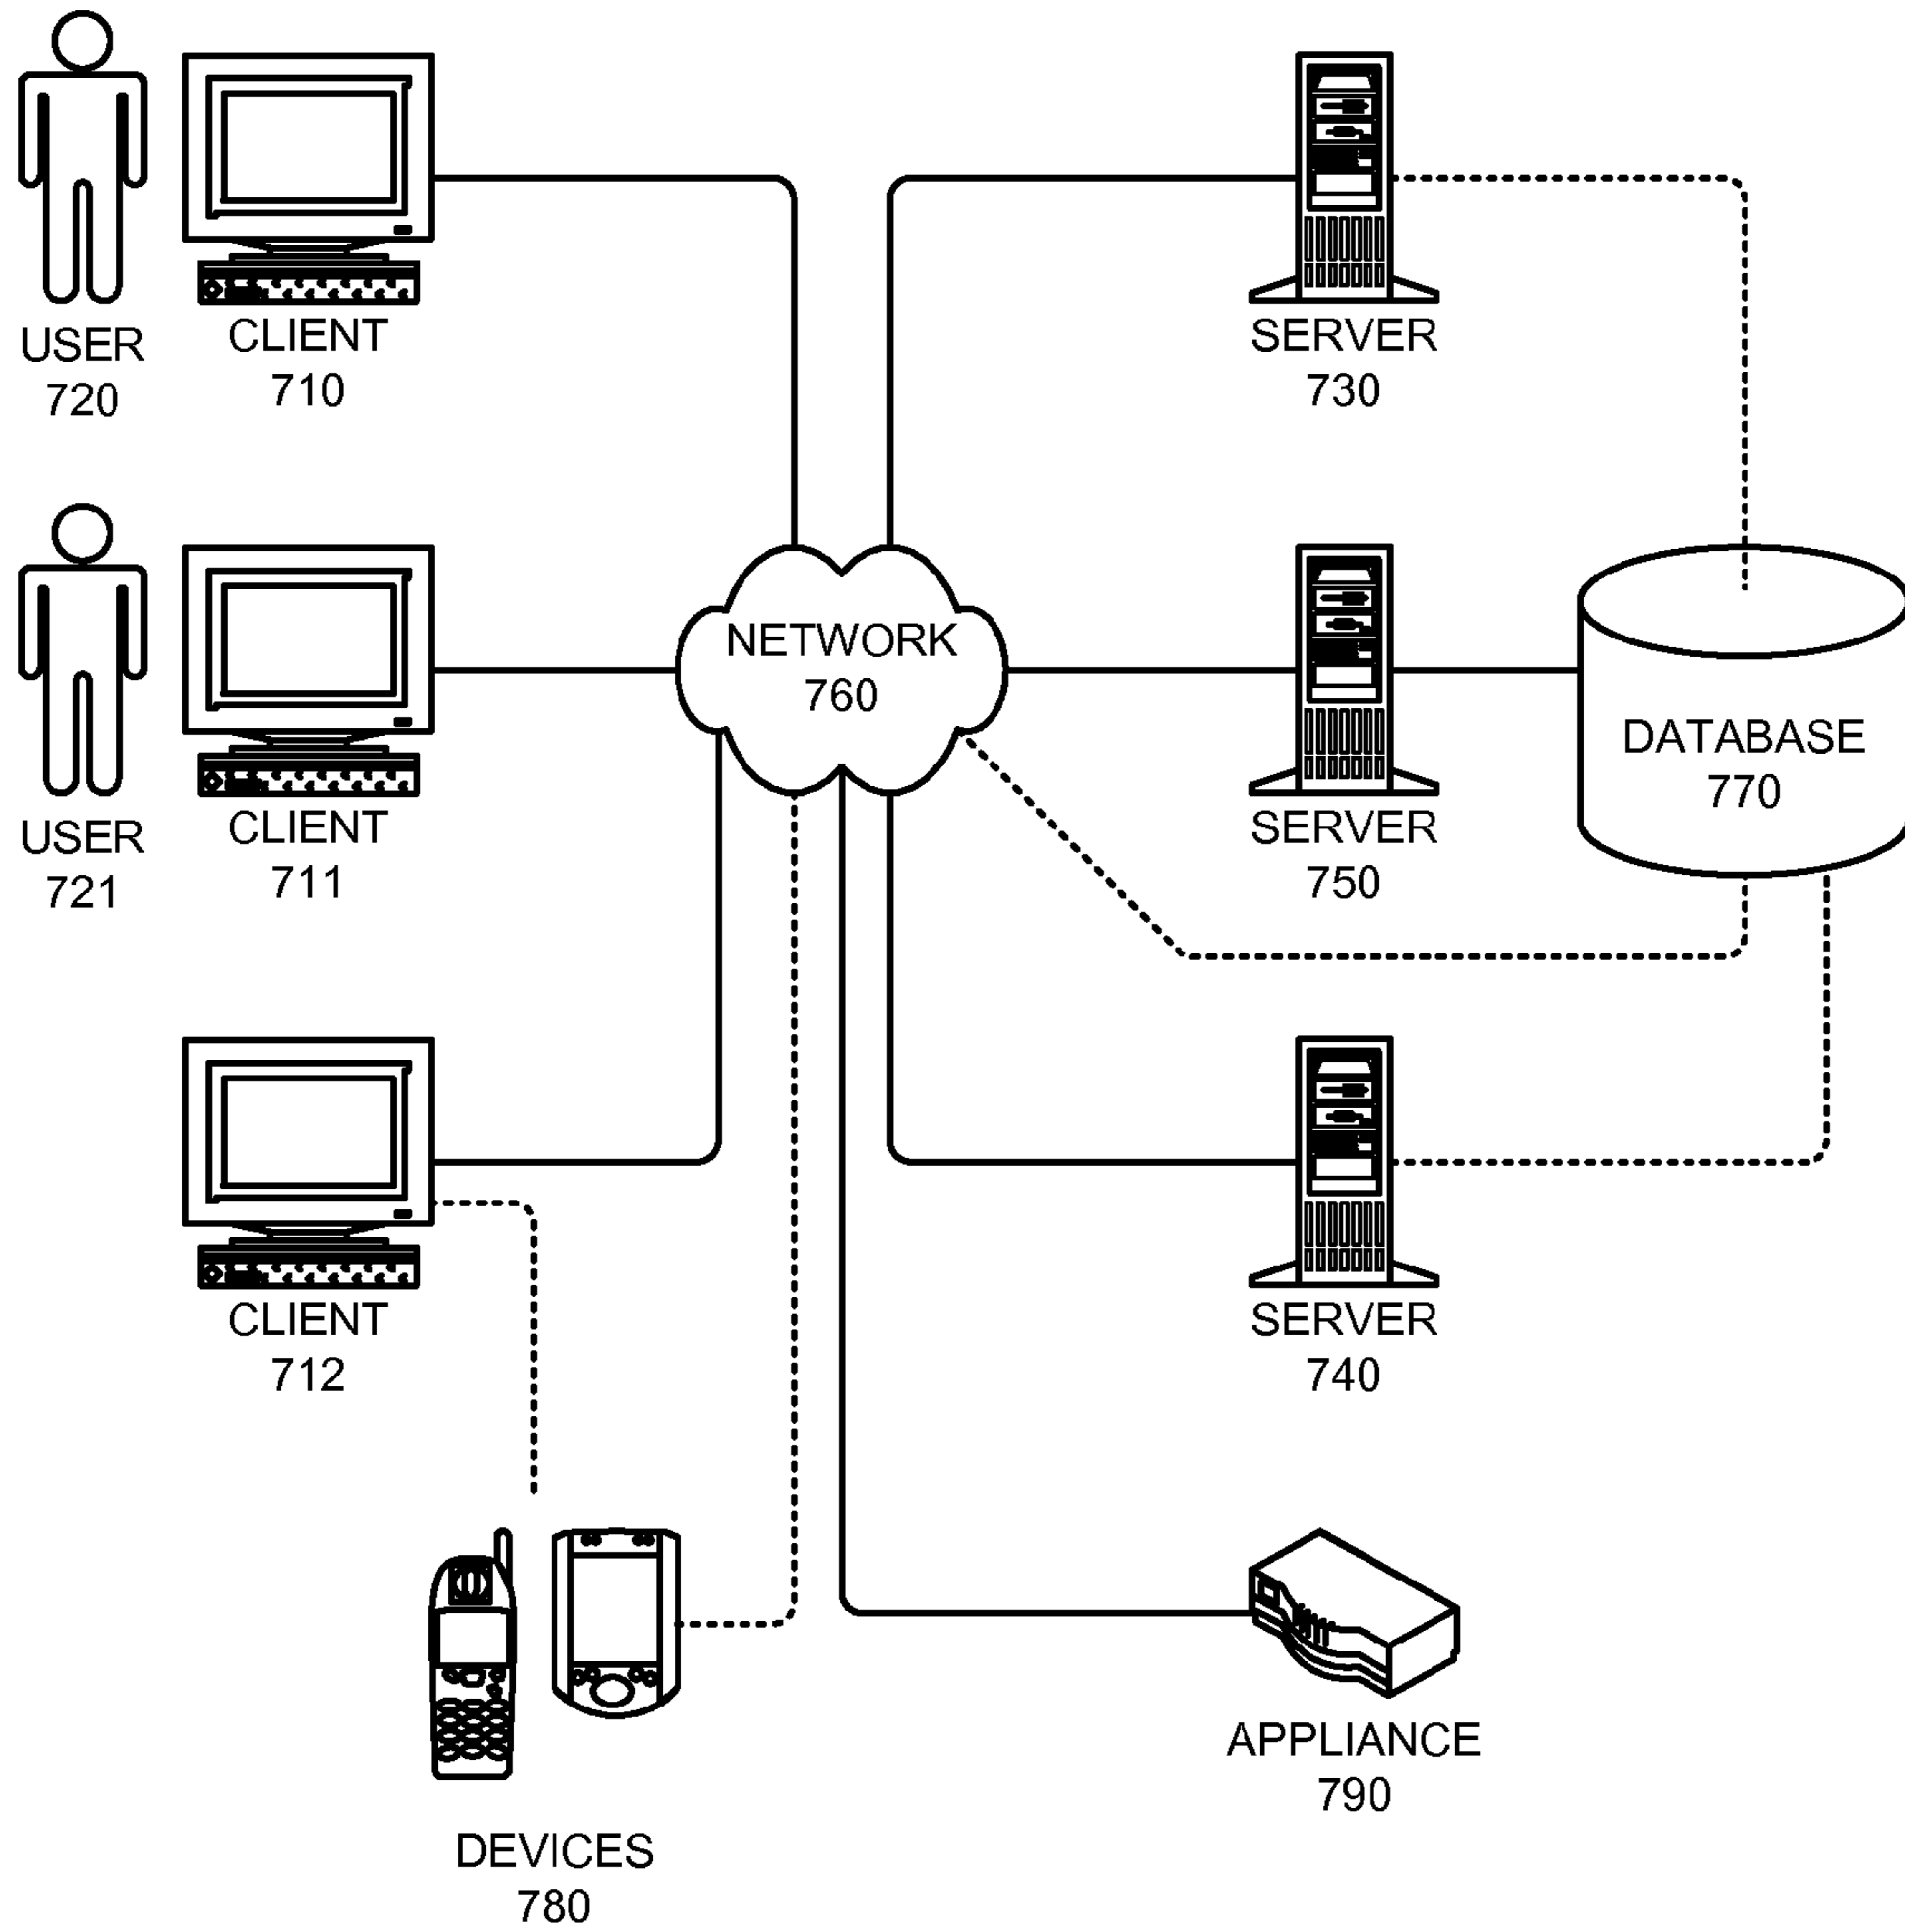 USER
720
CLIENT
710
SERVER
730
USER
721
CLIENT
711
NETWORK
760
SERVER
750
DATABASE
770
CLIENT
712
SERVER
740
DEVICES
780
APPLIANCE
790